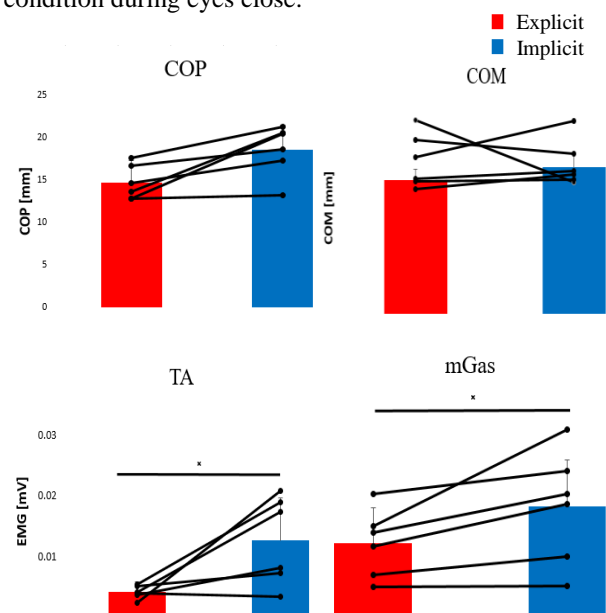 condition during eyes close.
Explicit
Implicit
COP
COM
25
20
15
10
5
0
COP [mm]
COM [mm]
TA
mGas
0.03
0.02
0.01
EMG [mV]
×
×